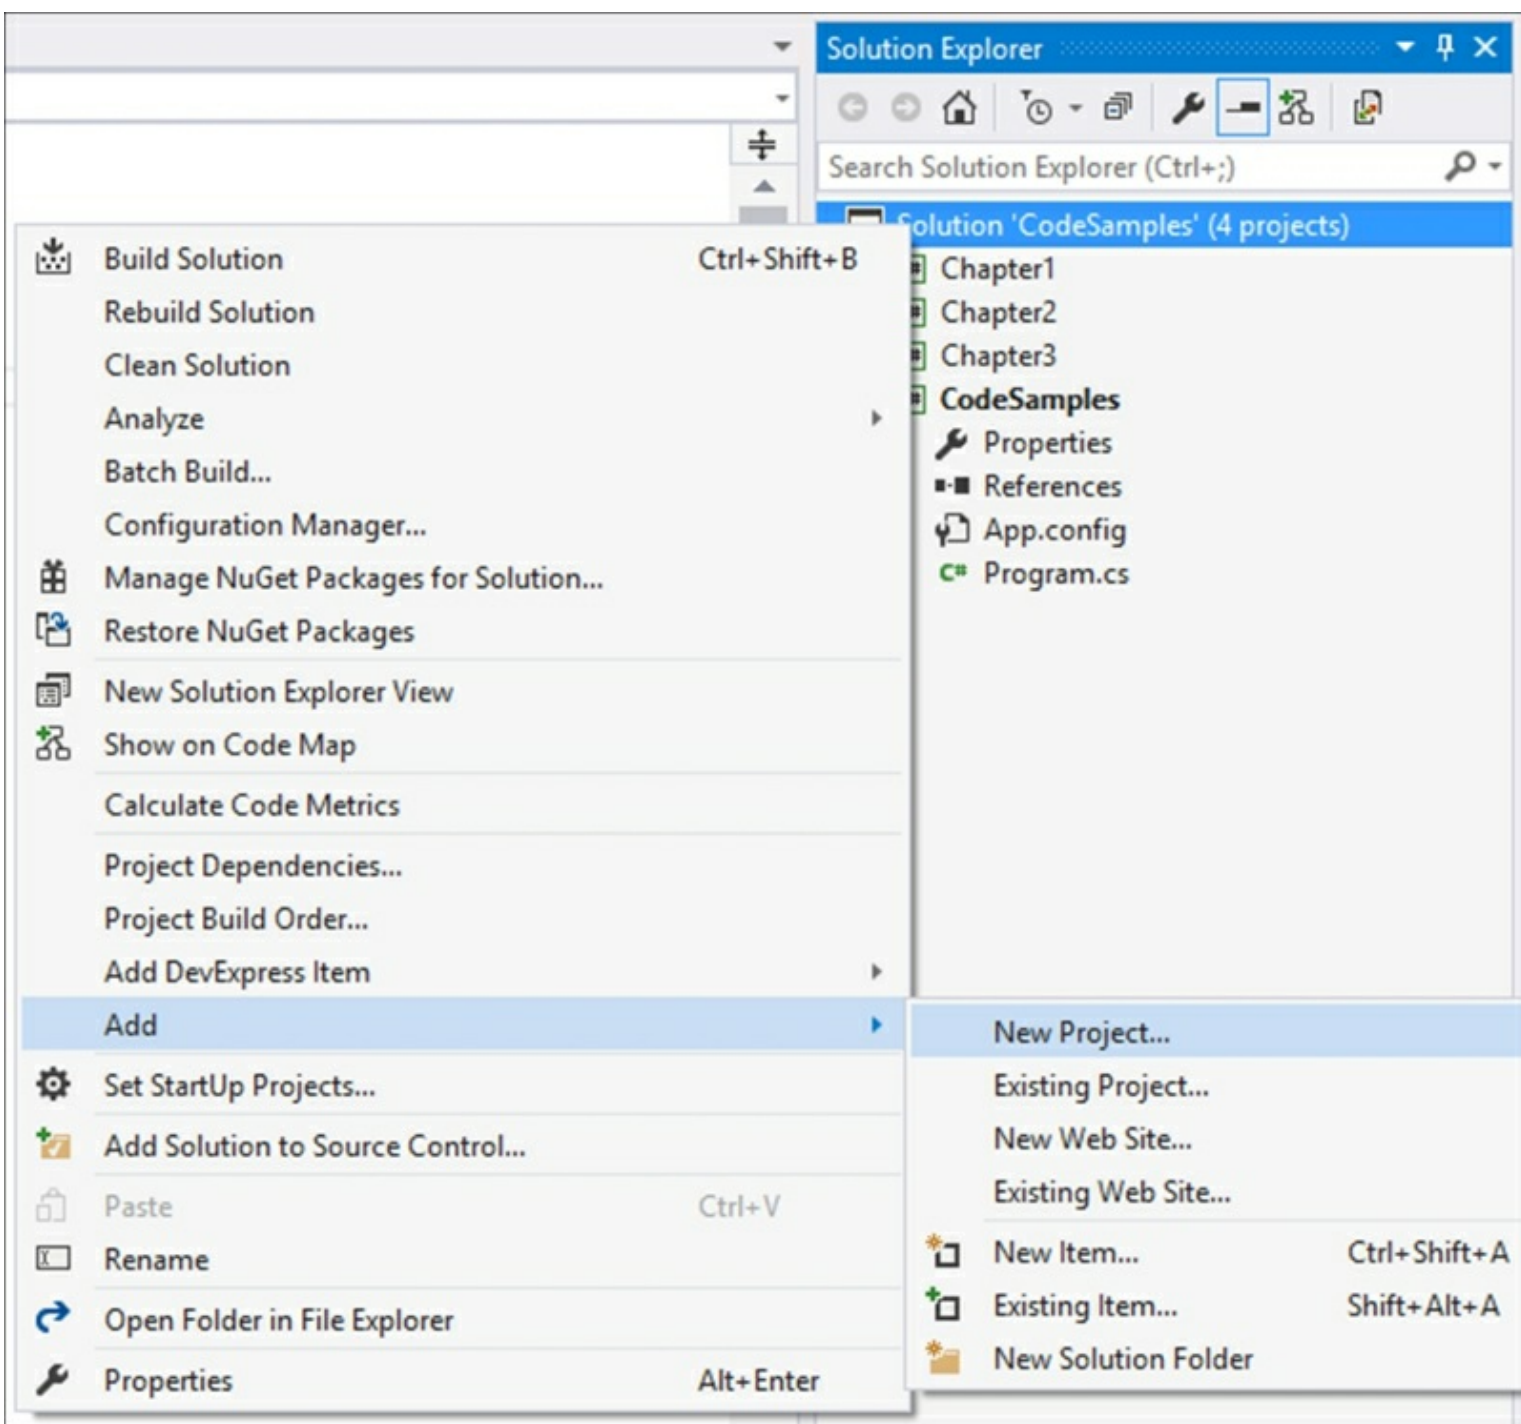 Solution Explorer
Search Solution Explorer (Ctrl+;)
Solution 'CodeSamples' (4 projects)
Chapter1
Chapter2
Chapter3
CodeSamples
Properties
References
App.config
C# Program.cs
Build Solution Ctrl+Shift+B
Rebuild Solution
Clean Solution
Analyze
Batch Build...
Configuration Manager...
Manage NuGet Packages for Solution...
Restore NuGet Packages
New Solution Explorer View
Show on Code Map
Calculate Code Metrics
Project Dependencies...
Project Build Order...
Add DevExpress Item
Add
Set StartUp Projects...
Add Solution to Source Control...
Paste Ctrl+V
Rename
Open Folder in File Explorer
Properties Alt+Enter
New Project...
Existing Project...
New Web Site...
Existing Web Site...
New Item... Ctrl+Shift+A
Existing Item... Shift+Alt+A
New Solution Folder